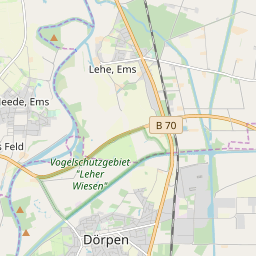 Lehe, Ems
eede, Ems
B 70
s Feld
Vogelschutzgebiet
"Leher
Wiesen"
Dörpen